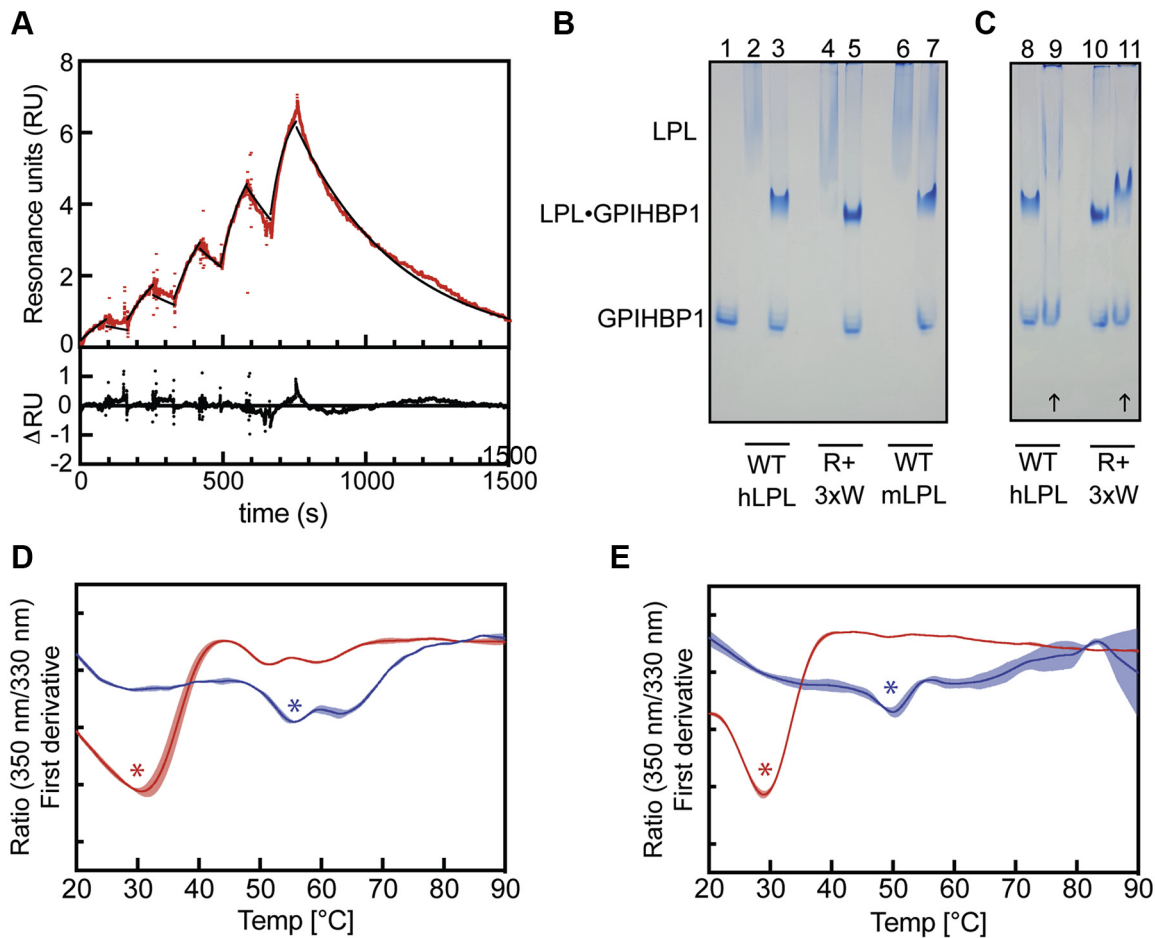 A
Resonance units (RU)
8
6
4
2
0
ΔRU
1
0
-1
-2
1500
0 500 1000 1500
time (s)
B
1 2 3 4 5 6 7
LPL
LPL•GPIHBP1
GPIHBP1
WT R+ WT
hLPL 3xW mLPL
C
8 9 10 11
↑ ↑
WT R+
hLPL 3xW
D
Ratio (350 nm/330 nm)
First derivative
* *
20 30 40 50 60 70 80 90
Temp [°C]
E
Ratio (350 nm/330 nm)
First derivative
* *
20 30 40 50 60 70 80 90
Temp [°C]